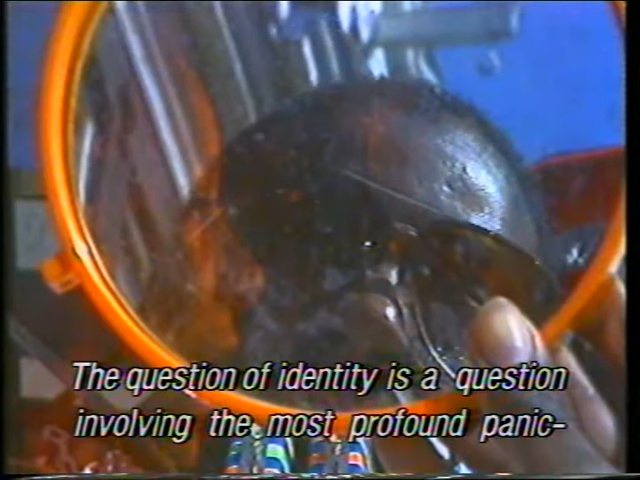 The question of identity is a question
involving the most profound panic-